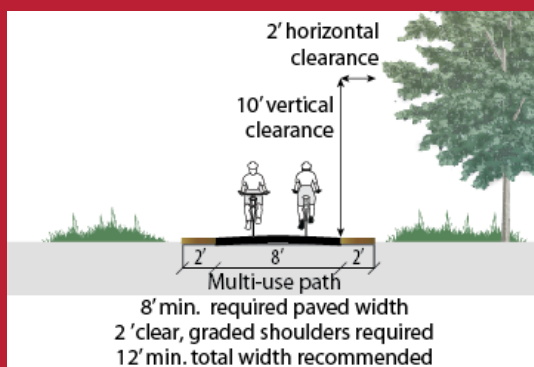 2’ horizontal
clearance
10’ vertical
clearance
2’ 8’ 2’
Multi-use path
8’ min. required paved width
2 ’clear, graded shoulders required
12’ min. total width recommended